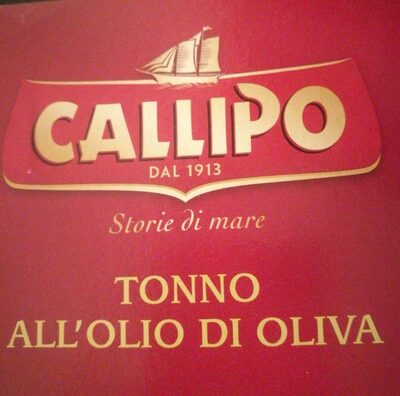 CALLIPO
DAL 1913
Storie di mare
TONNO
ALL'OLIO DI OLIVA